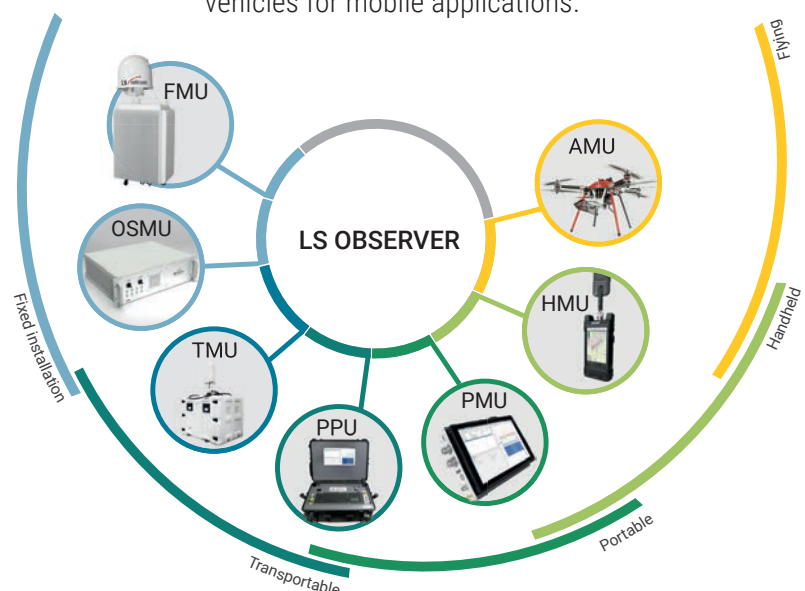 vehicles for mobile applications.
Flying
FMU
AMU
LS OBSERVER
OSMU
HMU
Handheld
Fixed installation
TMU
PMU
PPU
Portable
Transportable